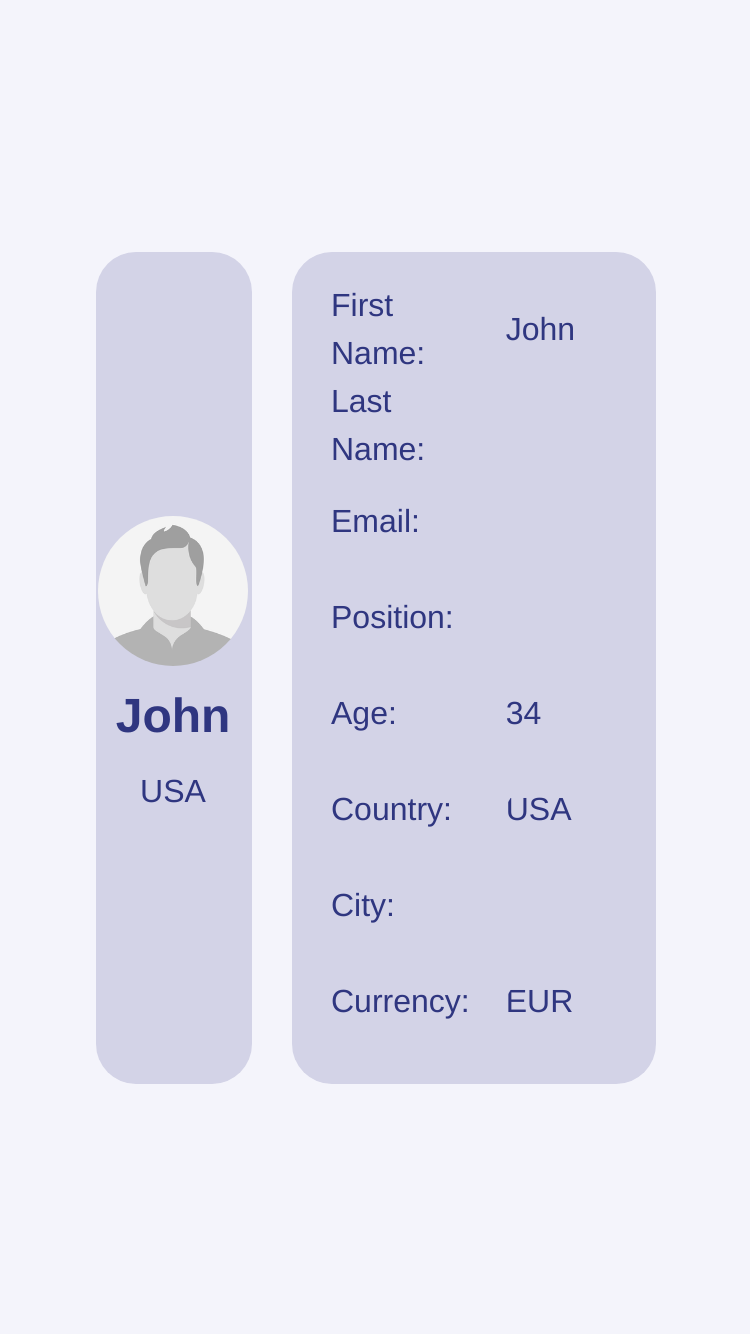 John
USA
First
Name:
John
Last
Name:
Email:
Position:
Age: 34
Country: USA
City:
Currency: EUR